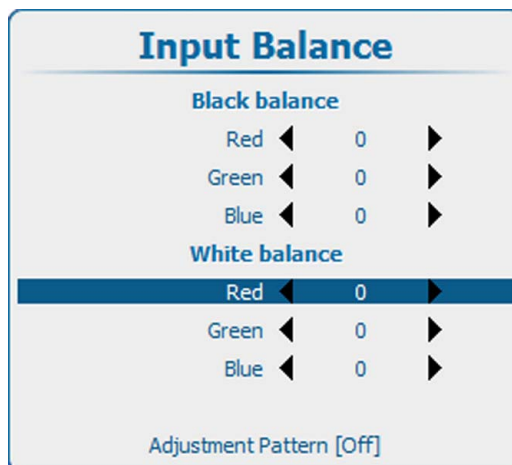 Input Balance
Black balance
Red 0
Green 0
Blue 0
White balance
Red 0
Green 0
Blue 0
Adjustment Pattern [Off]